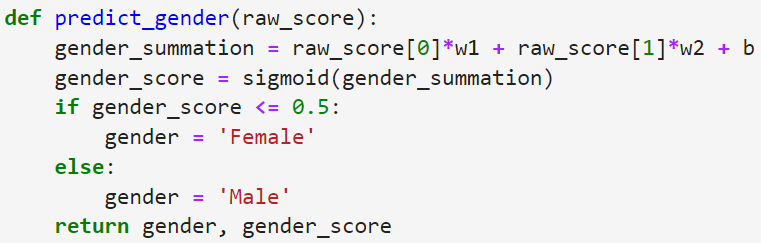 def predict_gender(raw_score):
    gender_summation = raw_score[0]*w1 + raw_score[1]*w2 + b
    gender_score = sigmoid(gender_summation)
    if gender_score <= 0.5:
        gender = 'Female'
    else:
        gender = 'Male'
    return gender, gender_score